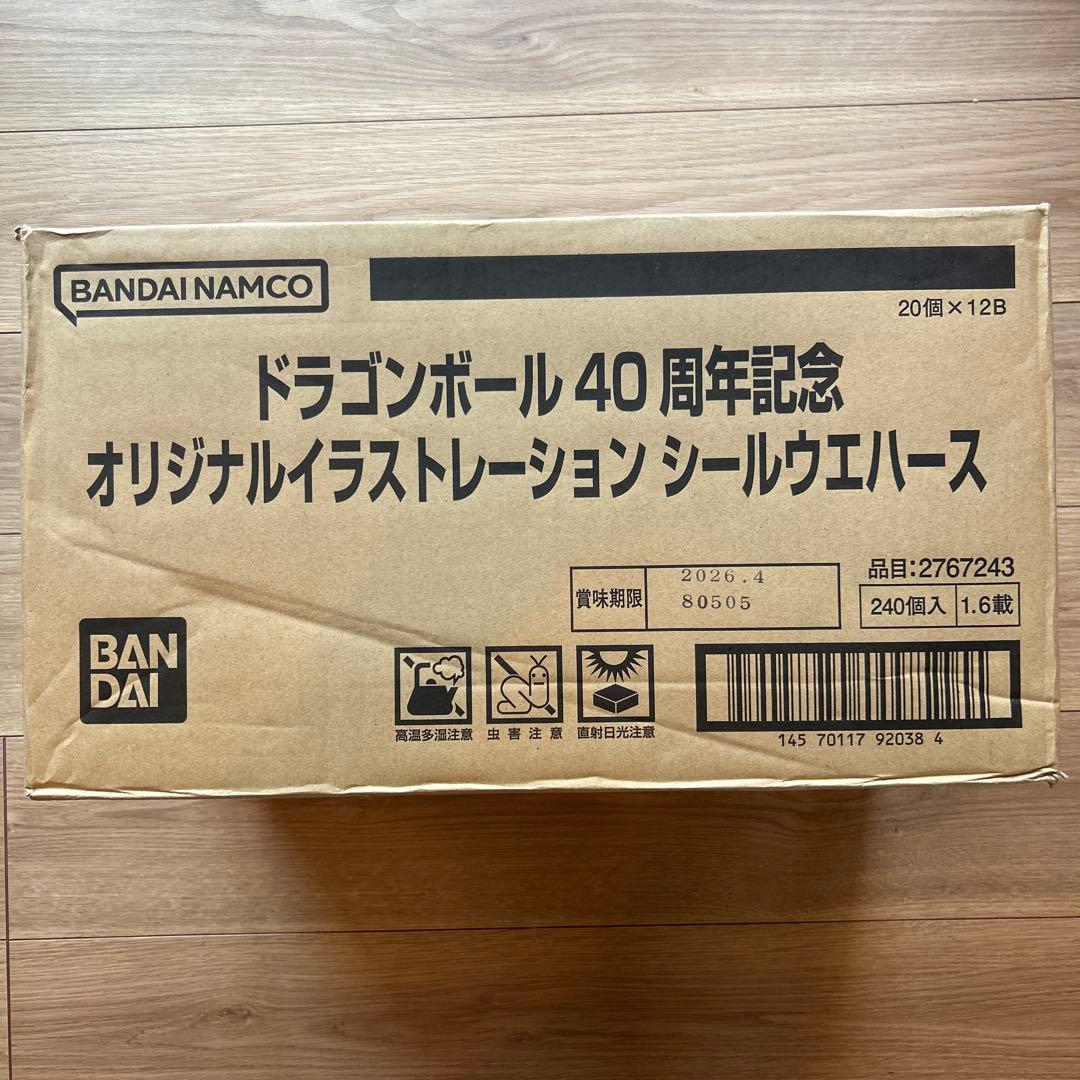 BANDAI NAMCO
20個×12B
ドラゴンボール 40 周年記念
オリジナルイラストレーション シールウエハース
品目:2767243
賞味期限
2026.4
80505
240個入 1.6載
BAN
DAI
高温多湿注意 虫害注意 直射日光注意
145 70117 92038 4